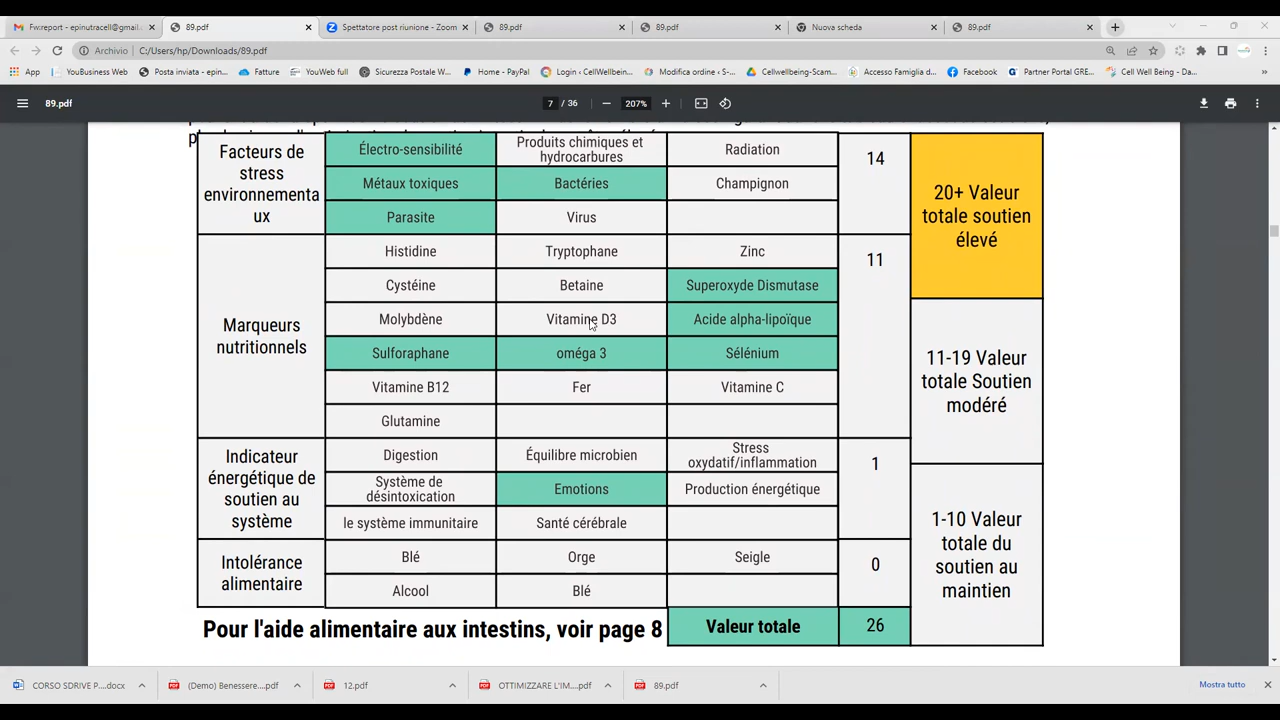 Fw:report - epinutracell@gmail.
89.pdf
Spettatore post riunione - Zoom
89.pdf
89.pdf
Nuova scheda
89.pdf
Archivio
C:/Users/hp/Downloads/89.pdf
App
YouBusiness Web
Posta inviata - epin...
Fatture
YouWeb full
Sicurezza Postale W...
Home - PayPal
Login ‹ CellWellbein...
Modifica ordine ‹ S-...
Cellwellbeing-Scam...
Accesso Famiglia d...
Facebook
Partner Portal GRE...
Cell Well Being - Da...
89.pdf
7 / 36
207%
Facteurs de
stress
environnementa
ux
Électro-sensibilité
Produits chimiques et
hydrocarbures
Radiation
14
Métaux toxiques
Bactéries
Champignon
Parasite
Virus
20+ Valeur
totale soutien
élevé
Marqueurs
nutritionnels
Histidine
Tryptophane
Zinc
11
Cystéine
Betaine
Superoxyde Dismutase
Molybdène
Vitamine D3
Acide alpha-lipoïque
Sulforaphane
oméga 3
Sélénium
Vitamine B12
Fer
Vitamine C
Glutamine
11-19 Valeur
totale Soutien
modéré
Indicateur
énergétique de
soutien au
système
Digestion
Équilibre microbien
Stress
oxydatif/inflammation
1
Système de
désintoxication
Emotions
Production énergétique
le système immunitaire
Santé cérébrale
1-10 Valeur
totale du
soutien au
maintien
Intolérance
alimentaire
Blé
Orge
Seigle
0
Alcool
Blé
Pour l'aide alimentaire aux intestins, voir page 8
Valeur totale
26
CORSO SDRIVE P....docx
(Demo) Benessere....pdf
12.pdf
OTTIMIZZARE L'IM....pdf
89.pdf
Mostra tutto